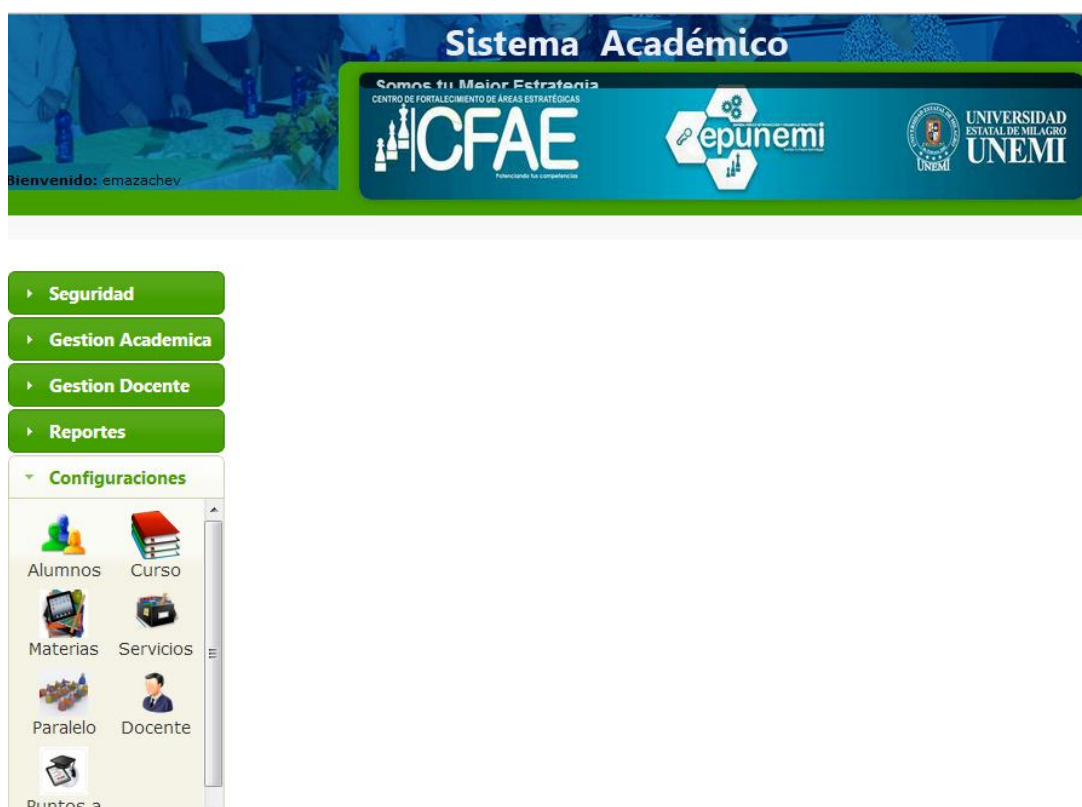 Sistema Académico
Somos tu Mejor Estrategia
CENTRO DE FORTALECIMIENTO DE ÁREAS ESTRATÉGICAS
CFAE
Potenciando tus competencias
epunemi
UNEMI
UNIVERSIDAD
ESTATAL DE MILAGRO
UNEMI
Bienvenido: emazachev
Seguridad
Gestion Academica
Gestion Docente
Reportes
Configuraciones
Alumnos Curso
Materias Servicios
Paralelo Docente
Puntos a